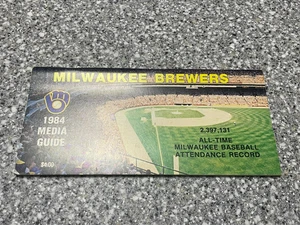 MILWAUKEE BREWERS
1984
MEDIA
GUIDE
2,397,131
ALL-TIME
MILWAUKEE BASEBALL
ATTENDANCE RECORD